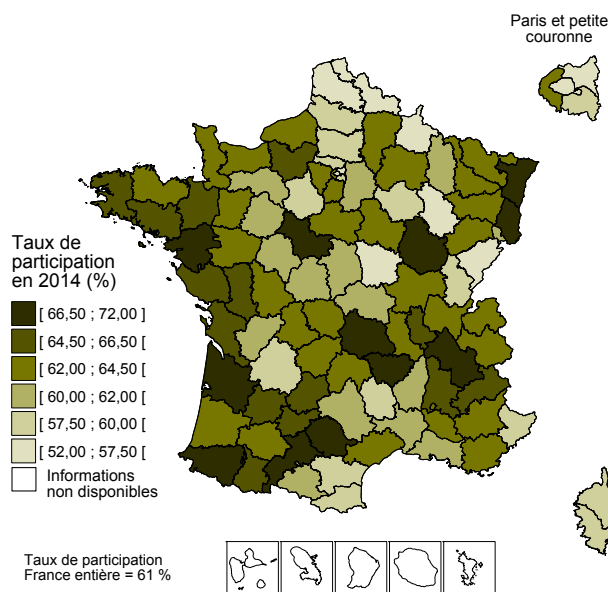 Paris et petite
couronne
Taux de
participation
en 2014 (%)
[ 66,50 ; 72,00 ]
[ 64,50 ; 66,50 [
[ 62,00 ; 64,50 [
[ 60,00 ; 62,00 [
[ 57,50 ; 60,00 [
[ 52,00 ; 57,50 [
Informations
non disponibles
Taux de participation
France entière = 61 %